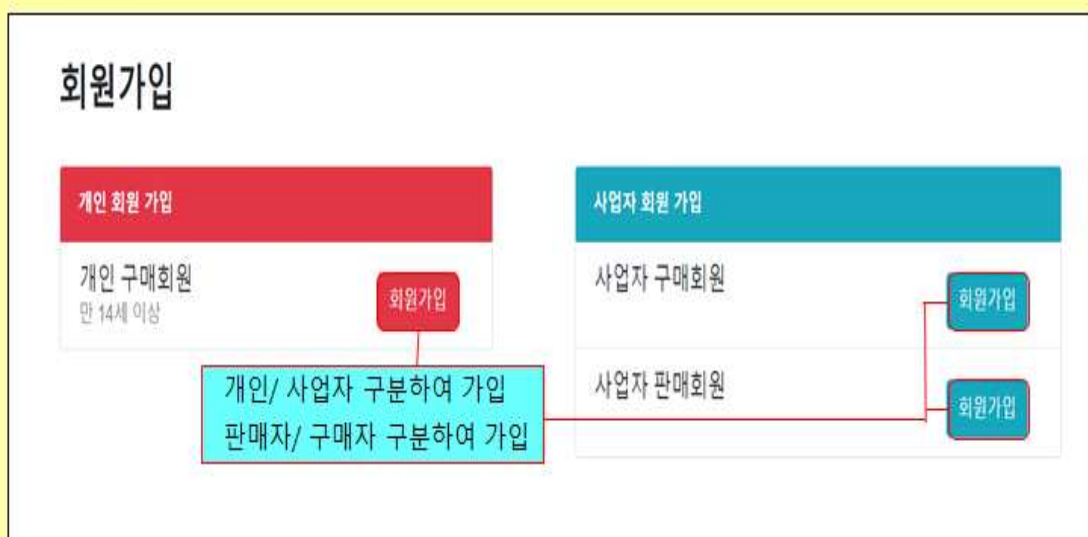 회원가입
개인 회원 가입
개인 구매회원
만 14세 이상
회원가입
사업자 회원 가입
사업자 구매회원
회원가입
사업자 판매회원
회원가입
개인/ 사업자 구분하여 가입
판매자/ 구매자 구분하여 가입